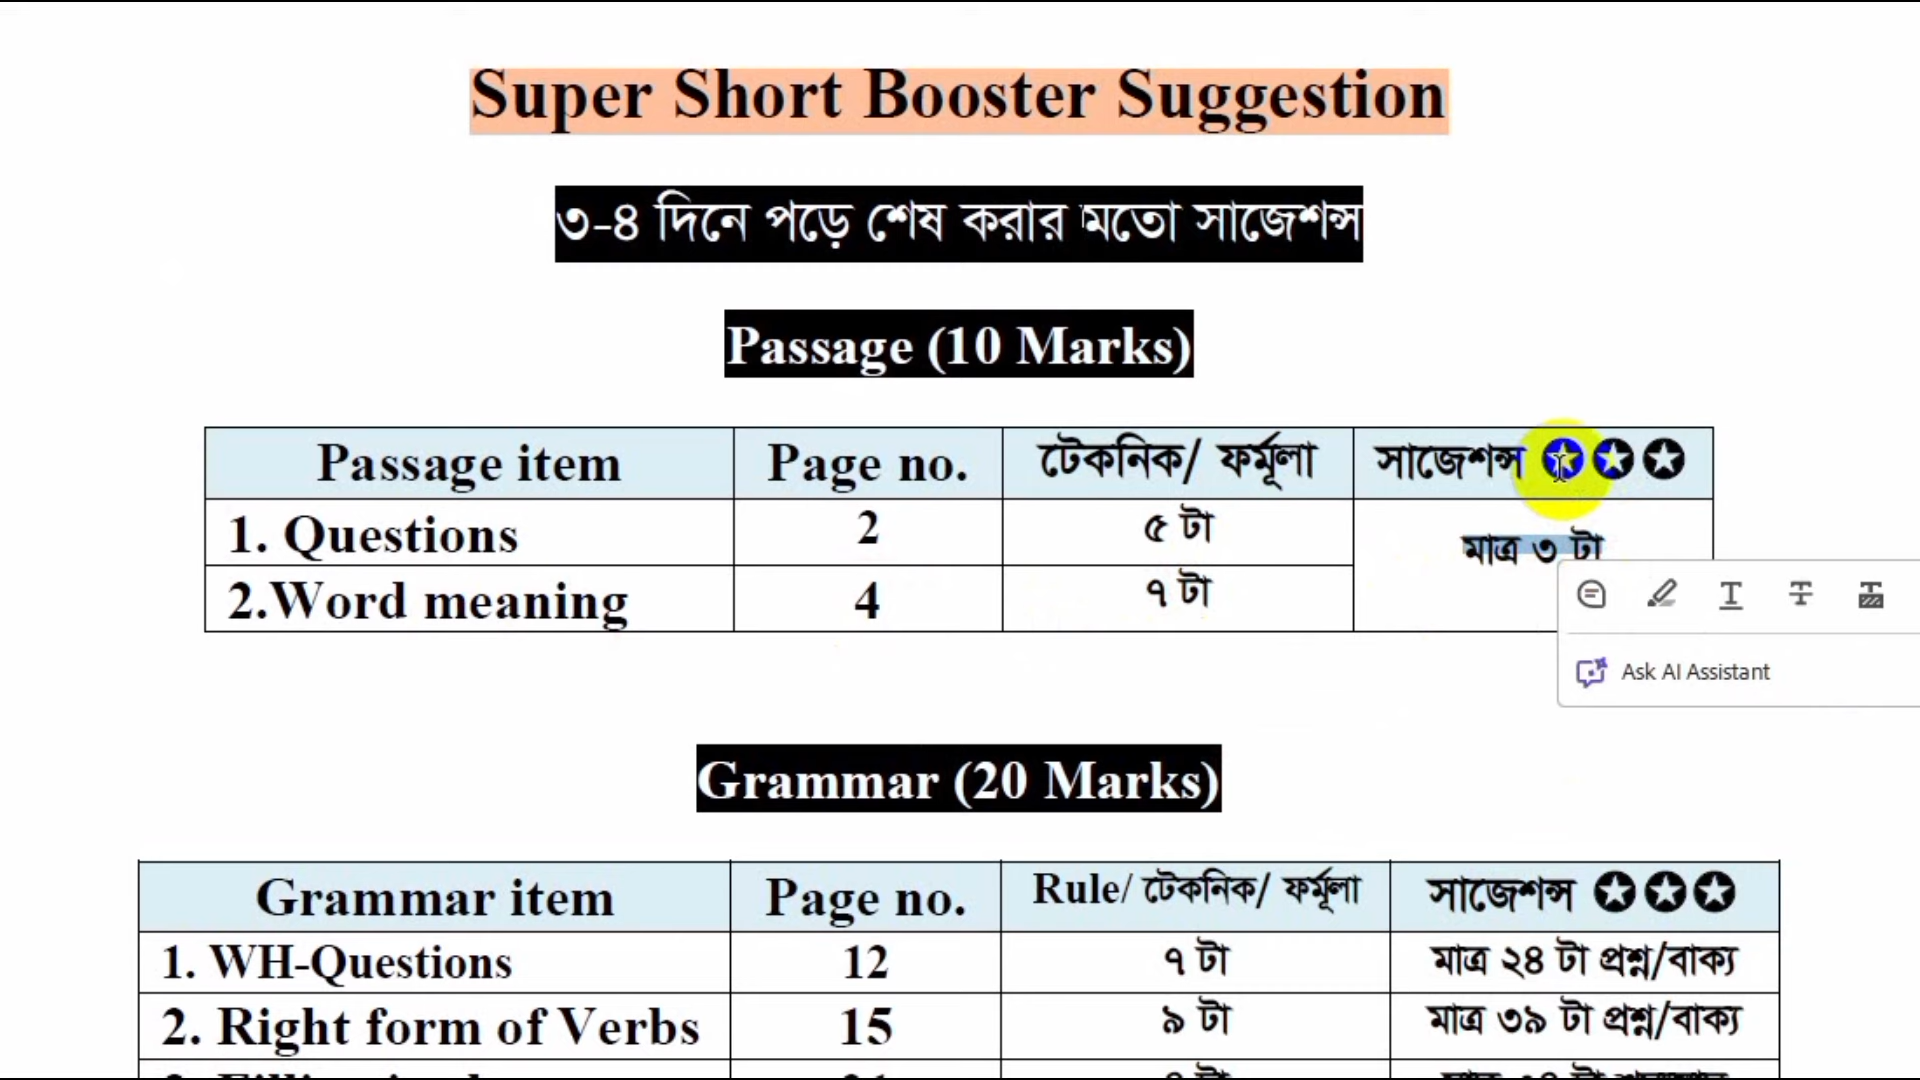 Super Short Booster Suggestion
৩-৪ দিনে পড়ে শেষ করার মতো সাজেশন্স
Passage (10 Marks)
Passage item Page no. টেকনিক/ ফর্মূলা সাজেশন্স ✪✪✪
1. Questions 2 ৫ টা মাত্র ৩ টা
2.Word meaning 4 ৭ টা
Ask AI Assistant
Grammar (20 Marks)
Grammar item Page no. Rule/ টেকনিক/ ফর্মূলা সাজেশন্স ✪✪✪
1. WH-Questions 12 ৭ টা মাত্র ২৪ টা প্রশ্ন/বাক্য
2. Right form of Verbs 15 ৯ টা মাত্র ৩৯ টা প্রশ্ন/বাক্য